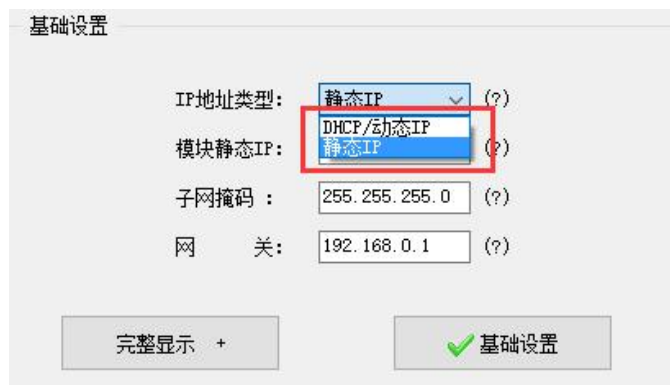 基础设置
IP地址类型: 静态IP (?)
DHCP/动态IP
模块静态IP: 静态IP (?)
子网掩码 : 255.255.255.0 (?)
网 关: 192.168.0.1 (?)
完整显示 + 基础设置